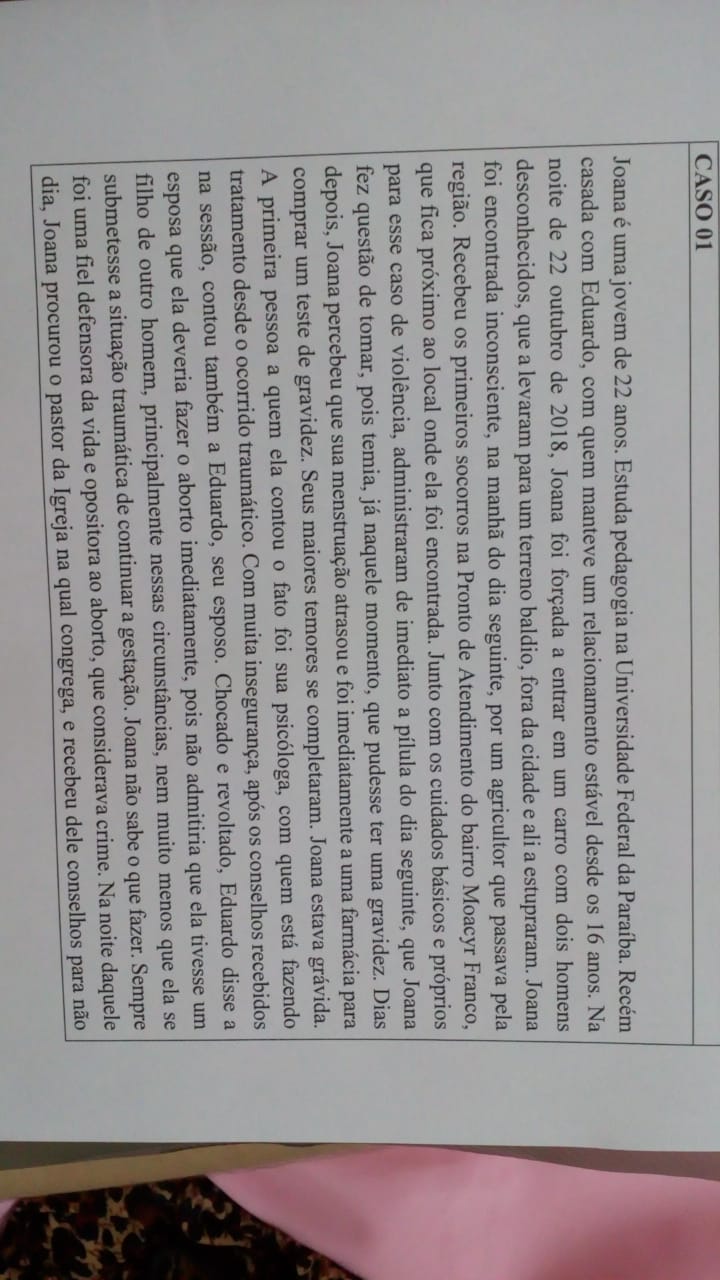 CASO 01
Joana é uma jovem de 22 anos. Estuda pedagogia na Universidade Federal da Paraíba. Recém
casada com Eduardo, com quem manteve um relacionamento estável desde os 16 anos. Na
noite de 22 outubro de 2018, Joana foi forçada a entrar em um carro com dois homens
desconhecidos, que a levaram para um terreno baldio, fora da cidade e ali a estupraram. Joana
foi encontrada inconsciente, na manhã do dia seguinte, por um agricultor que passava pela
região. Recebeu os primeiros socorros na Pronto de Atendimento do bairro Moacyr Franco,
que fica próximo ao local onde ela foi encontrada. Junto com os cuidados básicos e próprios
para esse caso de violência, administraram de imediato a pílula do dia seguinte, que Joana
fez questão de tomar, pois temia, já naquele momento, que pudesse ter uma gravidez. Dias
depois, Joana percebeu que sua menstruação atrasou e foi imediatamente a uma farmácia para
comprar um teste de gravidez. Seus maiores temores se completaram. Joana estava grávida.
A primeira pessoa a quem ela contou o fato foi sua psicóloga, com quem está fazendo
tratamento desde o ocorrido traumático. Com muita insegurança, após os conselhos recebidos
na sessão, contou também a Eduardo, seu esposo. Chocado e revoltado, Eduardo disse a
esposa que ela deveria fazer o aborto imediatamente, pois não admitiria que ela tivesse um
filho de outro homem, principalmente nessas circunstâncias, nem muito menos que ela se
submetesse a situação traumática de continuar a gestação. Joana não sabe o que fazer. Sempre
foi uma fiel defensora da vida e opositora ao aborto, que considerava crime. Na noite daquele
dia, Joana procurou o pastor da Igreja na qual congrega, e recebeu dele conselhos para não